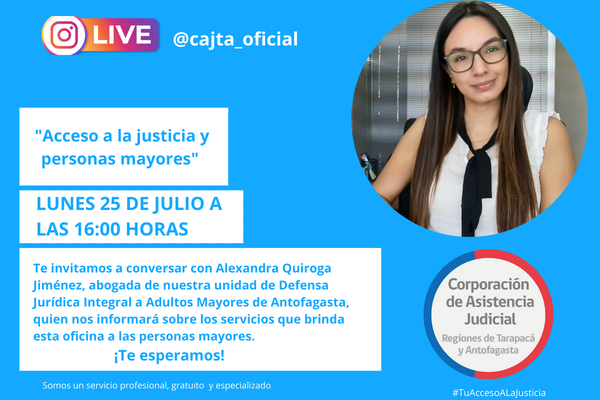 LIVE
@cajta_oficial
"Acceso a la justicia y
personas mayores"
LUNES 25 DE JULIO A
LAS 16:00 HORAS
Te invitamos a conversar con Alexandra Quiroga
Jiménez, abogada de nuestra unidad de Defensa
Jurídica Integral a Adultos Mayores de Antofagasta,
quien nos informará sobre los servicios que brinda
esta oficina a las personas mayores.
¡Te esperamos!
Corporación
de Asistencia
Judicial
Regiones de Tarapacá
y Antofagasta
Somos un servicio profesional, gratuito y especializado
#TuAccesoALaJusticia